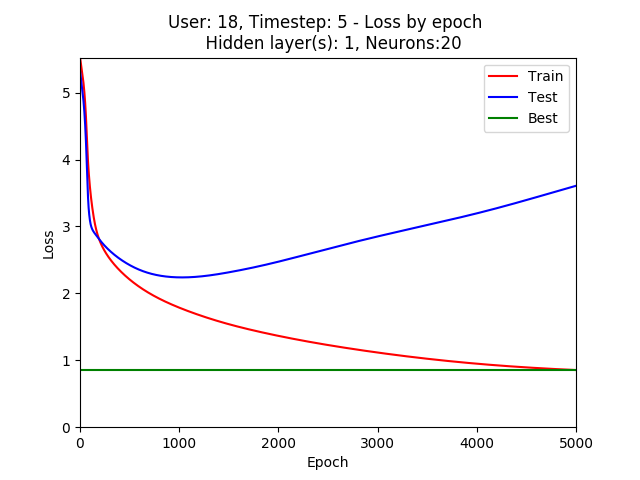 User: 18, Timestep: 5 - Loss by epoch
Hidden layer(s): 1, Neurons:20
Train
Test
Best
5
4
3
2
1
0
Loss
0
1000
2000
3000
4000
5000
Epoch